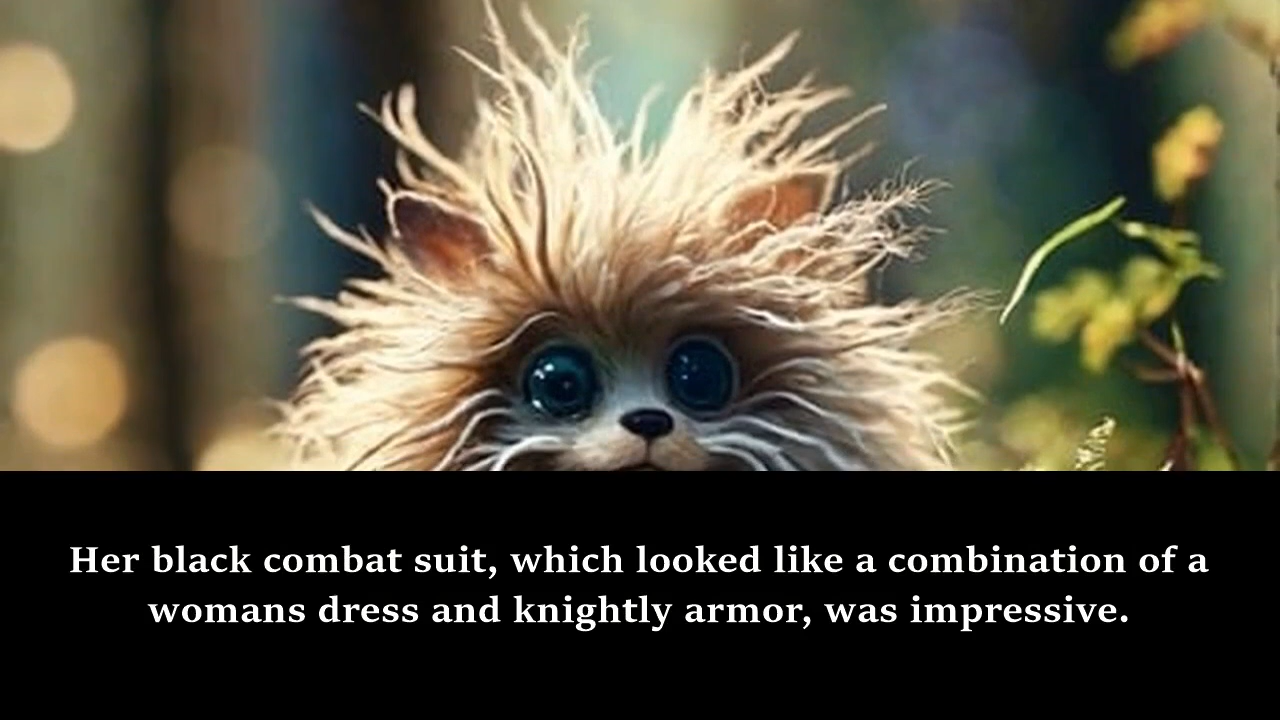 Her black combat suit, which looked like a combination of a
womans dress and knightly armor, was impressive.